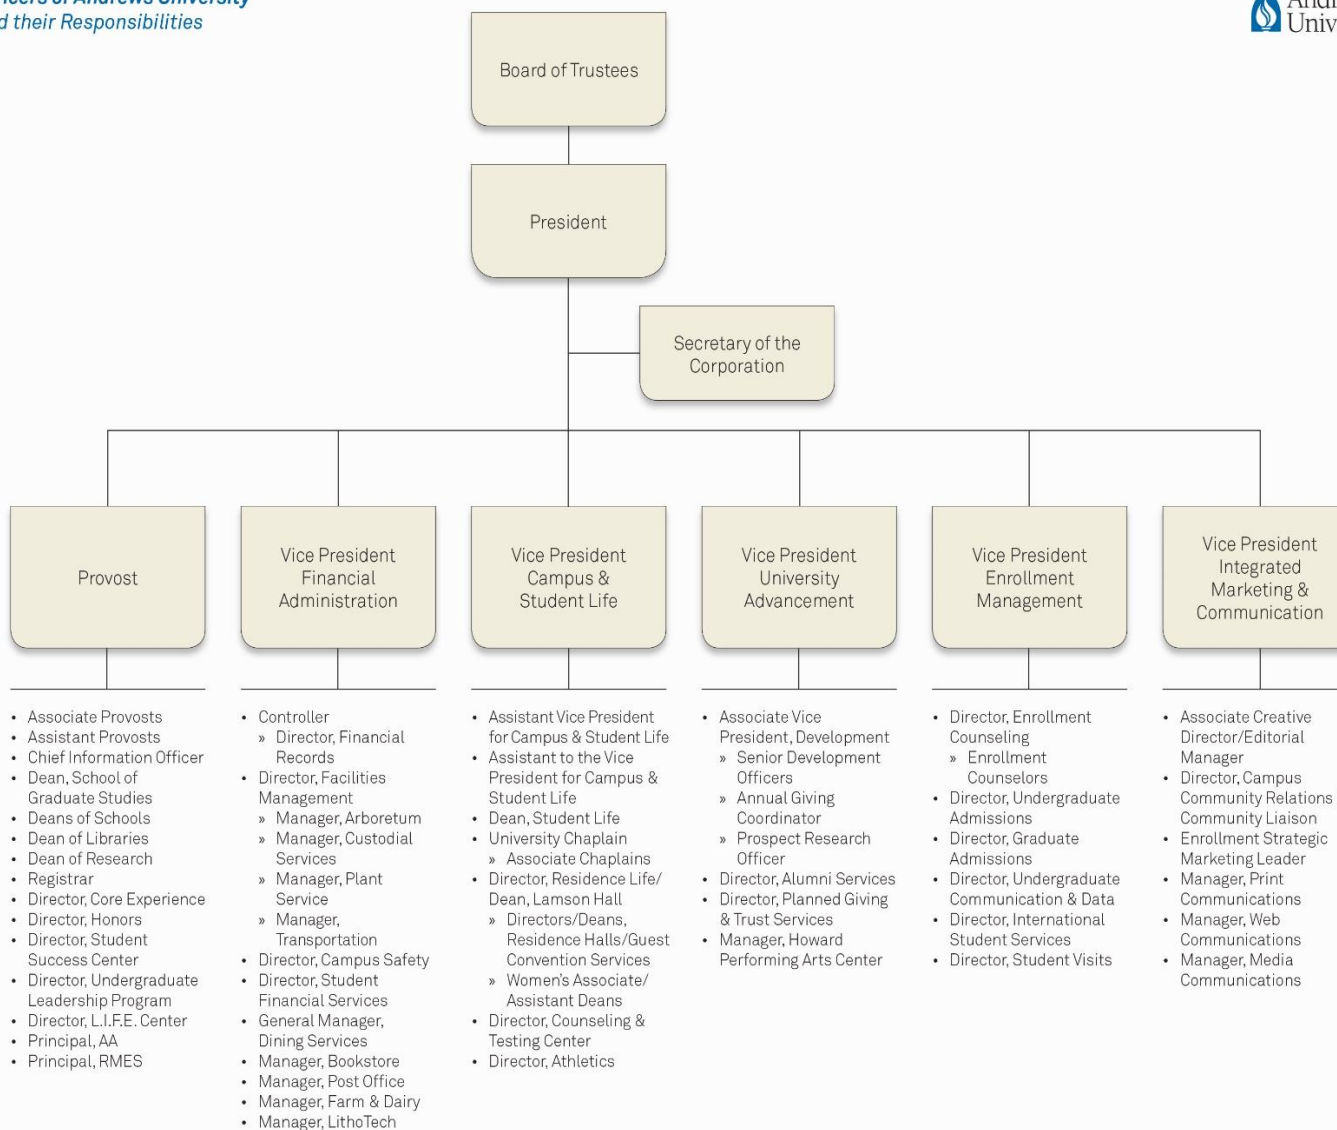 of Andrews University
their Responsibilities
Board of Trustees
President
Secretary of the
Corporation
Provost
Vice President
Financial
Administration
Vice President
Campus &
Student Life
Vice President
University
Advancement
Vice President
Enrollment
Management
Vice President
Integrated
Marketing &
Communication
• Associate Provosts
• Assistant Provosts
• Chief Information Officer
• Dean, School of
Graduate Studies
• Deans of Schools
• Dean of Libraries
• Dean of Research
• Registrar
• Director, Core Experience
• Director, Honors
• Director, Student
Success Center
• Director, Undergraduate
Leadership Program
• Director, L.I.F.E. Center
• Principal, AA
• Principal, RMES
• Controller
» Director, Financial
Records
• Director, Facilities
Management
» Manager, Arboretum
» Manager, Custodial
Services
» Manager, Plant
Service
» Manager,
Transportation
• Director, Campus Safety
• Director, Student
Financial Services
• General Manager,
Dining Services
• Manager, Bookstore
• Manager, Post Office
• Manager, Farm & Dairy
• Manager, LithoTech
• Assistant Vice President
for Campus & Student Life
• Assistant to the Vice
President for Campus &
Student Life
• Dean, Student Life
• University Chaplain
» Associate Chaplains
• Director, Residence Life/
Dean, Lamson Hall
» Directors/Deans,
Residence Halls/Guest
Convention Services
» Women's Associate/
Assistant Deans
• Director, Counseling &
Testing Center
• Director, Athletics
• Associate Vice
President, Development
» Senior Development
Officers
» Annual Giving
Coordinator
» Prospect Research
Officer
• Director, Alumni Services
• Director, Planned Giving
& Trust Services
• Manager, Howard
Performing Arts Center
• Director, Enrollment
Counseling
» Enrollment
Counselors
• Director, Undergraduate
Admissions
• Director, Graduate
Admissions
• Director, Undergraduate
Communication & Data
• Director, International
Student Services
• Director, Student Visits
• Associate Creative
Director/Editorial
Manager
• Director, Campus
Community Relations
Community Liaison
• Enrollment Strategic
Marketing Leader
• Manager, Print
Communications
• Manager, Web
Communications
• Manager, Media
Communications